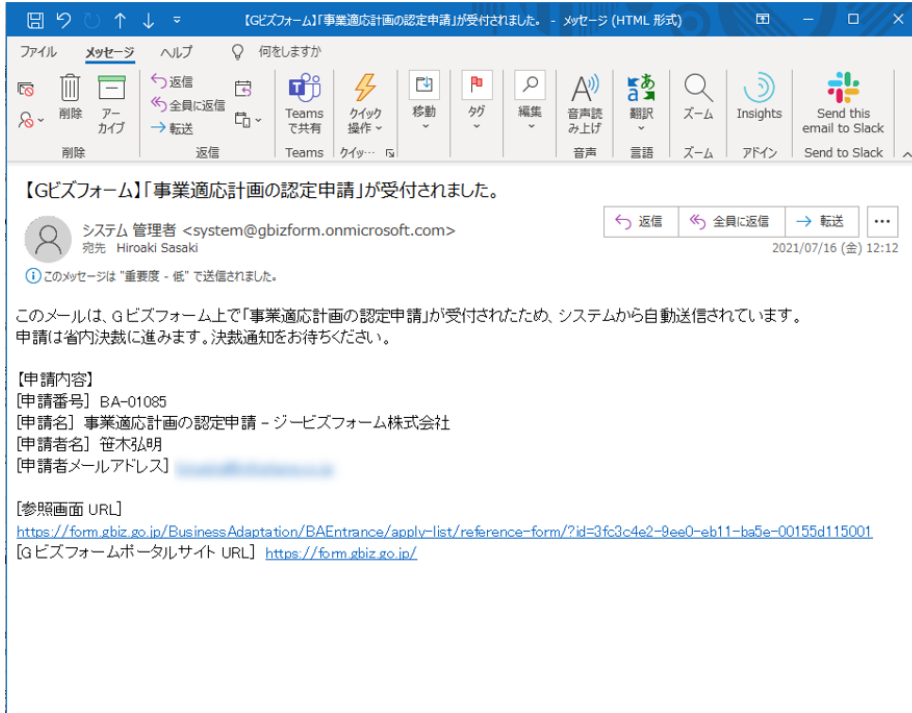 【Gビズフォーム】「事業適応計画の認定申請」が受付されました。 - メッセージ (HTML 形式)
ファイル メッセージ ヘルプ 何をしますか
削除 アーカイブ 返信 全員に返信 転送 Teams で共有 クイック操作 移動 タグ 編集 音声読み上げ 翻訳 ズーム Insights Send this email to Slack
削除 返信 Teams クイッ… 音声 言語 ズーム アドイン Send to Slack
【Gビズフォーム】「事業適応計画の認定申請」が受付されました。
システム 管理者 <system@gbizform.onmicrosoft.com>
宛先 Hiroaki Sasaki
返信 全員に返信 転送
2021/07/16 (金) 12:12
このメッセージは "重要度 - 低" で送信されました。
このメールは、Gビズフォーム上で「事業適応計画の認定申請」が受付されたため、システムから自動送信されています。
申請は省内決裁に進みます。決裁通知をお待ちください。
【申請内容】
[申請番号] BA-01085
[申請名] 事業適応計画の認定申請 – ジービズフォーム株式会社
[申請者名] 笹木弘明
[申請者メールアドレス]
[参照画面 URL]
https://form.gbiz.go.jp/BusinessAdaptation/BAEntrance/apply-list/reference-form/?id=3fc3c4e2-9ee0-eb11-ba5e-00155d115001
[Gビズフォームポータルサイト URL] https://form.gbiz.go.jp/